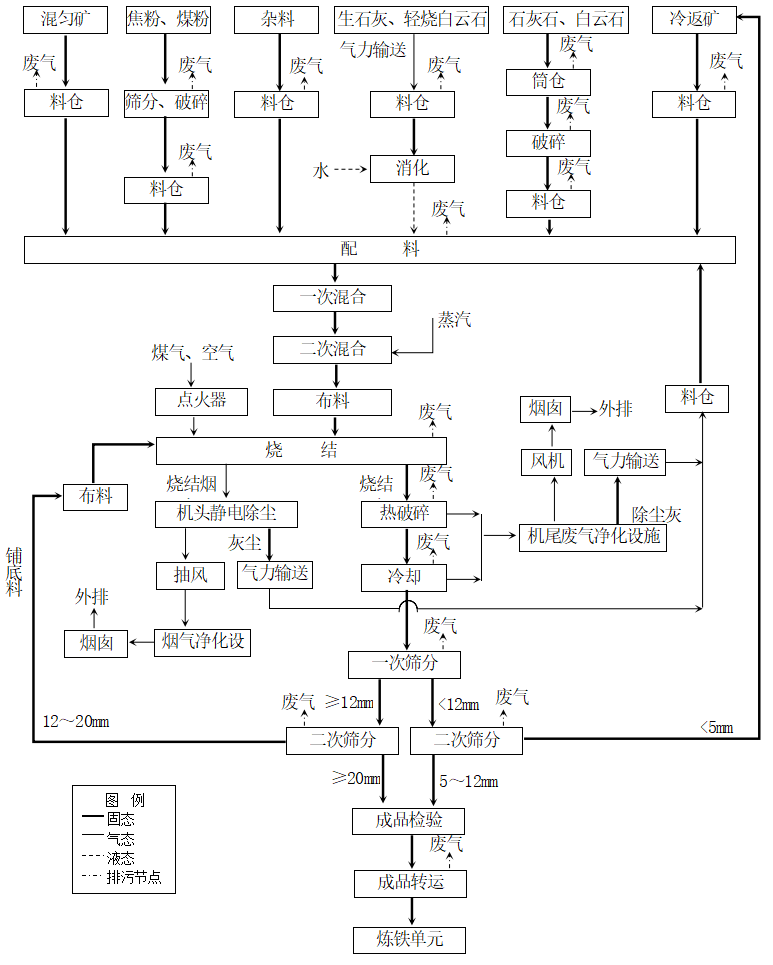 混匀矿
焦粉、煤粉
杂料
生石灰、轻烧白云石
石灰石、白云石
冷返矿
气力输送
废气
废气
废气
废气
废气
废气
筒仓
料仓
筛分、破碎
料仓
料仓
料仓
废气
破碎
废气
水
消化
废气
料仓
料仓
废气
配 料
一次混合
蒸汽
二次混合
煤气、空气
点火器
布料
料仓
烟囱
外排
废气
烧 结
风机
气力输送
烧结烟
烧结
废气
布料
机头静电除尘
热破碎
除尘灰
机尾废气净化设施
灰尘
废气
铺底料
抽风
气力输送
冷却
外排
烟囱
烟气净化设
废气
一次筛分
废气
≥12mm
<12mm
废气
12～20mm
<5mm
二次筛分
二次筛分
≥20mm
5～12mm
图 例
固态
气态
液态
排污节点
成品检验
废气
成品转运
炼铁单元